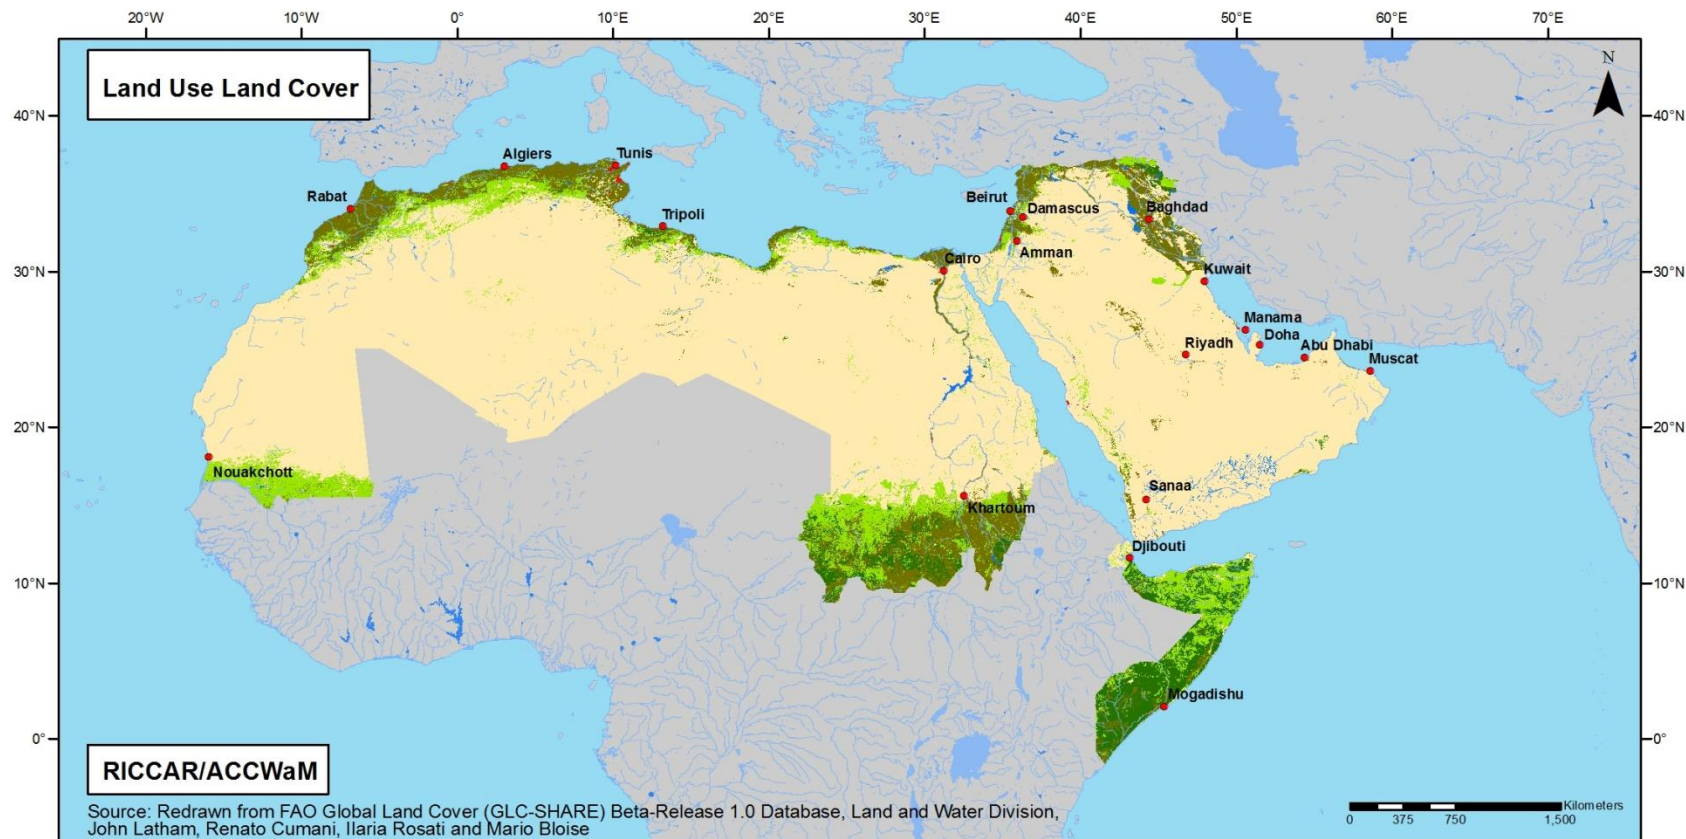 20°W 10°W 0° 10°E 20°E 30°E 40°E 50°E 60°E 70°E
Land Use Land Cover
N
40°N 40°N
Algiers
Tunis
Rabat
Beirut
Damascus
Baghdad
Tripoli
Amman
Cairo
30°N 30°N
Kuwait
Manama
Doha
Riyadh
Abu Dhabi
Muscat
20°N 20°N
Nouakchott
Sanaa
Khartoum
Djibouti
10°N 10°N
Mogadishu
0° 0°
RICCAR/ACCWaM
Source: Redrawn from FAO Global Land Cover (GLC-SHARE) Beta-Release 1.0 Database, Land and Water Division,
John Latham, Renato Cumani, Ilaria Rosati and Mario Bloise
Kilometers
0 375 750 1,500